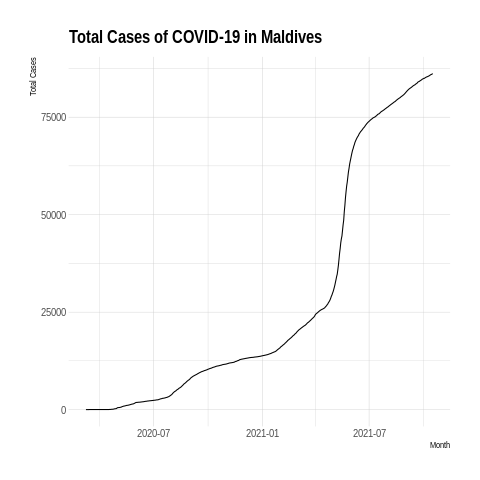 Total Cases of COVID-19 in Maldives
Total Cases
75000
50000
25000
0
2020-07 2021-01 2021-07
Month